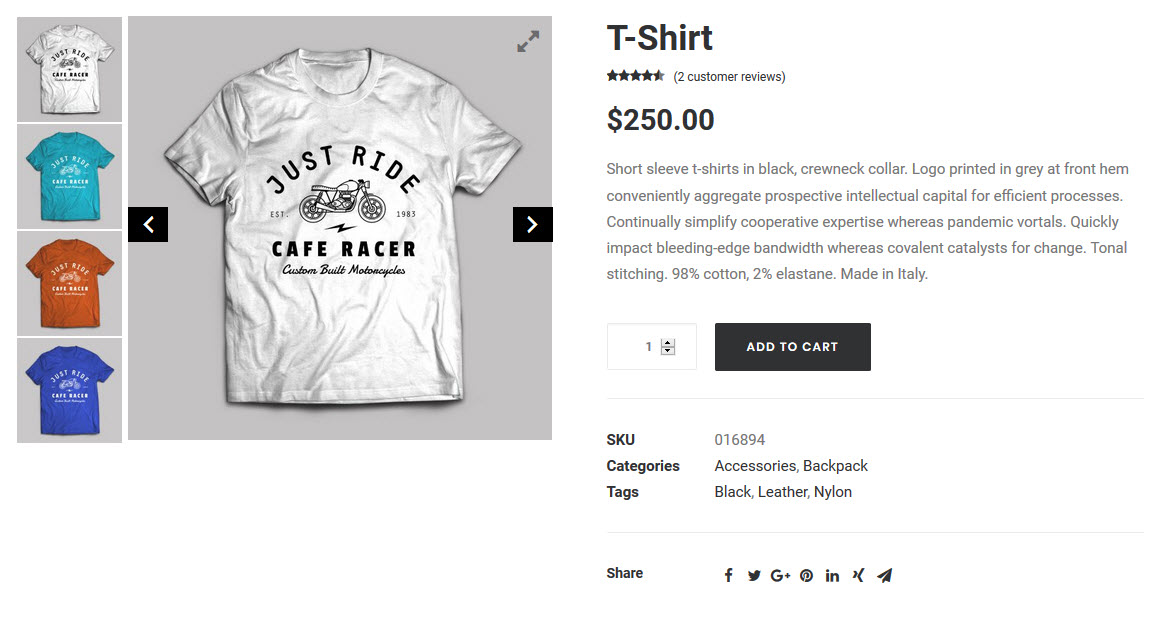 JUST RIDE
CAFE RACER
Custom Built Motorcycles
JUST RIDE
CAFE RACER
Custom Built Motorcycles
JUST RIDE
CAFE RACER
Custom Built Motorcycles
JUST RIDE
CAFE RACER
Custom Built Motorcycles
JUST RIDE
EST. 1983
CAFE RACER
Custom Built Motorcycles
T-Shirt
(2 customer reviews)
$250.00
Short sleeve t-shirts in black, crewneck collar. Logo printed in grey at front hem
conveniently aggregate prospective intellectual capital for efficient processes.
Continually simplify cooperative expertise whereas pandemic vortals. Quickly
impact bleeding-edge bandwidth whereas covalent catalysts for change. Tonal
stitching. 98% cotton, 2% elastane. Made in Italy.
1 ADD TO CART
SKU 016894
Categories Accessories, Backpack
Tags Black, Leather, Nylon
Share f G+ in